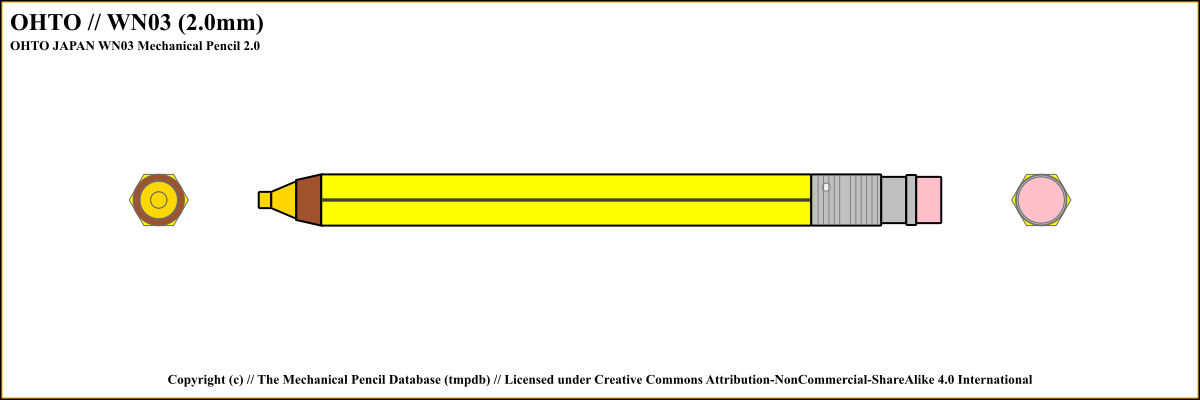 OHTO // WN03 (2.0mm)
OHTO JAPAN WN03 Mechanical Pencil 2.0
Copyright (c) // The Mechanical Pencil Database (tmpdb) // Licensed under Creative Commons Attribution-NonCommercial-ShareAlike 4.0 International